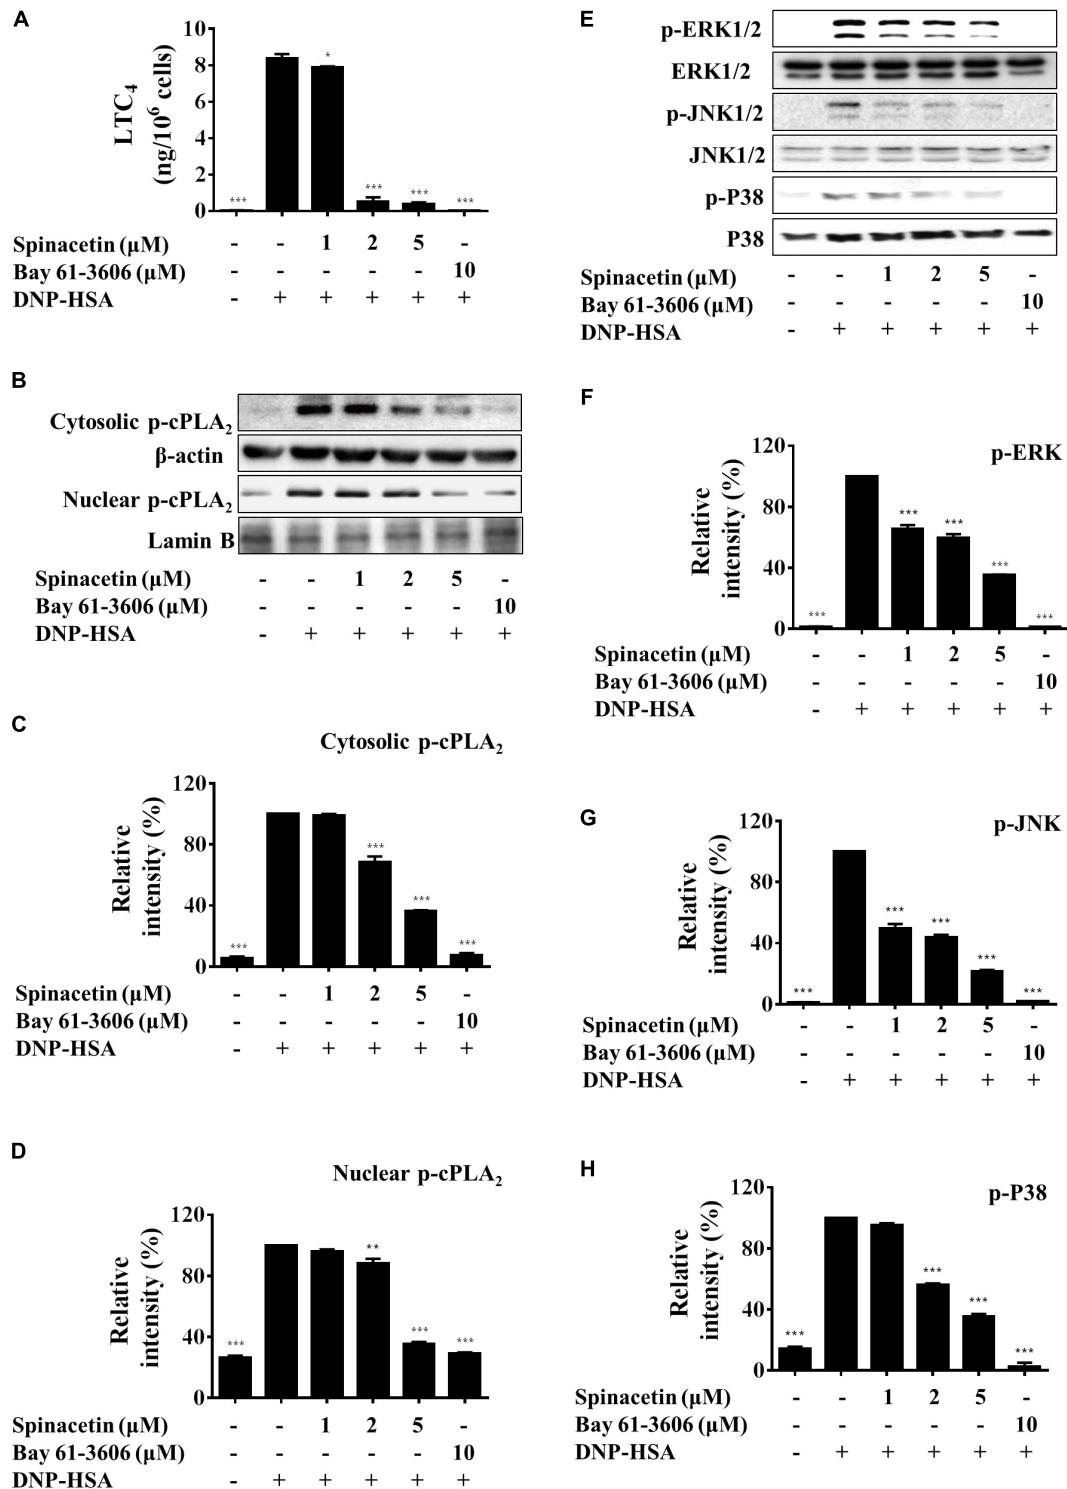 A
LTC4
(ng/10^6 cells)
10
8
6
4
2
0
***
*
***
***
***
Spinacetin (μM) - - 1 2 5 -
Bay 61-3606 (μM) - - - - - 10
DNP-HSA - + + + + +
B
Cytosolic p-cPLA2
β-actin
Nuclear p-cPLA2
Lamin B
Spinacetin (μM) - - 1 2 5 -
Bay 61-3606 (μM) - - - - - 10
DNP-HSA - + + + + +
C
Cytosolic p-cPLA2
Relative
intensity (%)
120
80
40
0
***
***
***
***
Spinacetin (μM) - - 1 2 5 -
Bay 61-3606 (μM) - - - - - 10
DNP-HSA - + + + + +
D
Nuclear p-cPLA2
Relative
intensity (%)
120
80
40
0
***
**
***
***
Spinacetin (μM) - - 1 2 5 -
Bay 61-3606 (μM) - - - - - 10
DNP-HSA - + + + + +
E
p-ERK1/2
ERK1/2
p-JNK1/2
JNK1/2
p-P38
P38
Spinacetin (μM) - - 1 2 5 -
Bay 61-3606 (μM) - - - - - 10
DNP-HSA - + + + + +
F
p-ERK
Relative
intensity (%)
120
80
40
0
***
***
***
***
***
Spinacetin (μM) - - 1 2 5 -
Bay 61-3606 (μM) - - - - - 10
DNP-HSA - + + + + +
G
p-JNK
Relative
intensity (%)
120
80
40
0
***
***
***
***
***
Spinacetin (μM) - - 1 2 5 -
Bay 61-3606 (μM) - - - - - 10
DNP-HSA - + + + + +
H
p-P38
Relative
intensity (%)
120
80
40
0
***
***
***
***
Spinacetin (μM) - - 1 2 5 -
Bay 61-3606 (μM) - - - - - 10
DNP-HSA - + + + + +